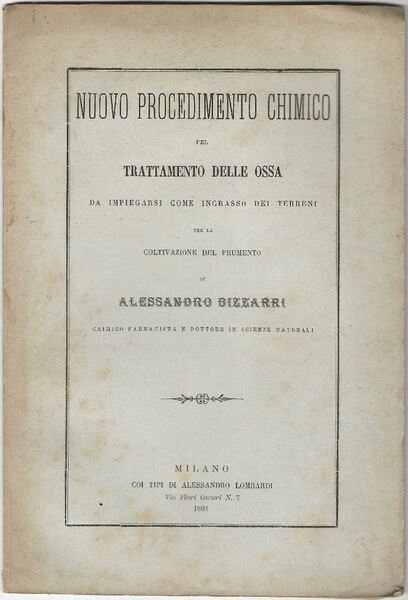 NUOVO PROCEDIMENTO CHIMICO
PEL
TRATTAMENTO DELLE OSSA
DA IMPIEGARSI COME INGRASSO DEI TERRENI
PER LA
COLTIVAZIONE DEL FRUMENTO
DI
ALESSANDRO BIZZARRI
CHIMICO FARMACISTA E DOTTORE IN SCIENZE NATURALI
MILANO
COI TIPI DI ALESSANDRO LOMBARDI
Via Fiori Oscuri N. 7
1868